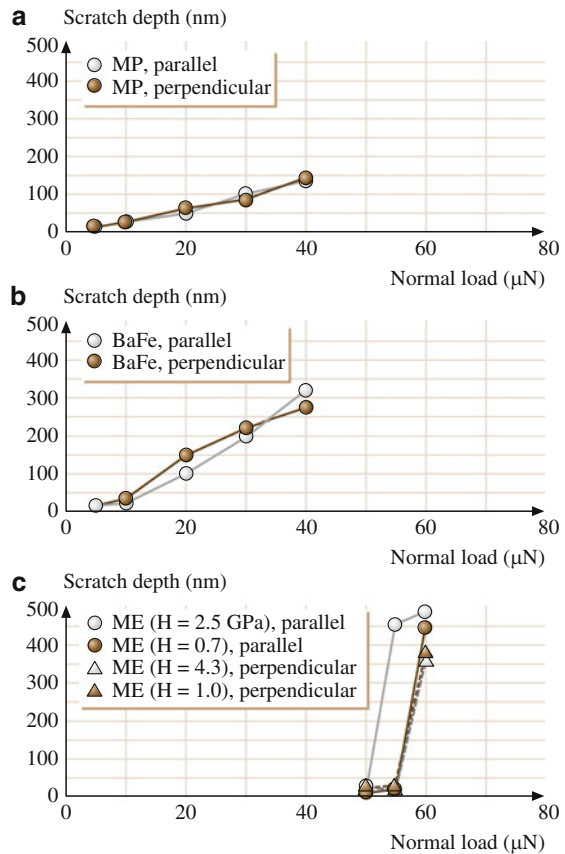 a
Scratch depth (nm)
500
400
300
200
100
0
MP, parallel
MP, perpendicular
0 20 40 60 80
Normal load (μN)
b
Scratch depth (nm)
500
400
300
200
100
0
BaFe, parallel
BaFe, perpendicular
0 20 40 60 80
Normal load (μN)
c
Scratch depth (nm)
500
400
300
200
100
0
ME (H = 2.5 GPa), parallel
ME (H = 0.7), parallel
ME (H = 4.3), perpendicular
ME (H = 1.0), perpendicular
0 20 40 60 80
Normal load (μN)